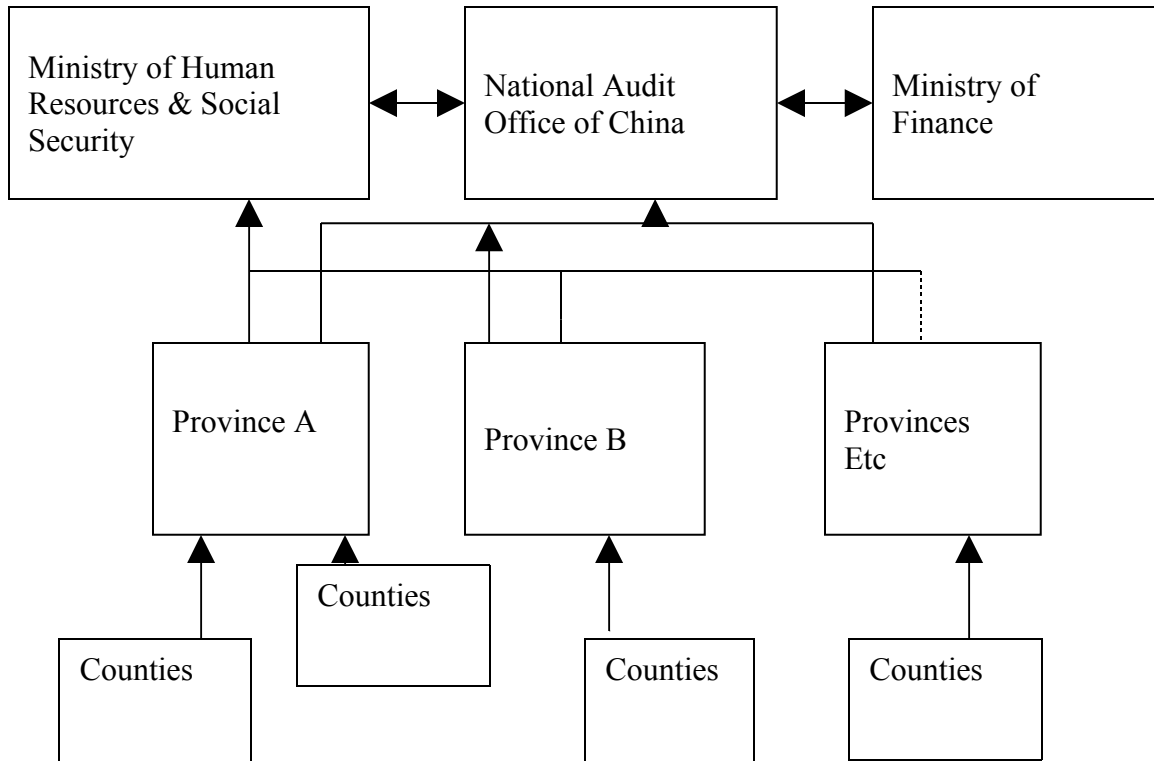 Ministry of Human
Resources & Social
Security
National Audit
Office of China
Ministry of
Finance
Province A
Province B
Provinces
Etc
Counties
Counties
Counties
Counties